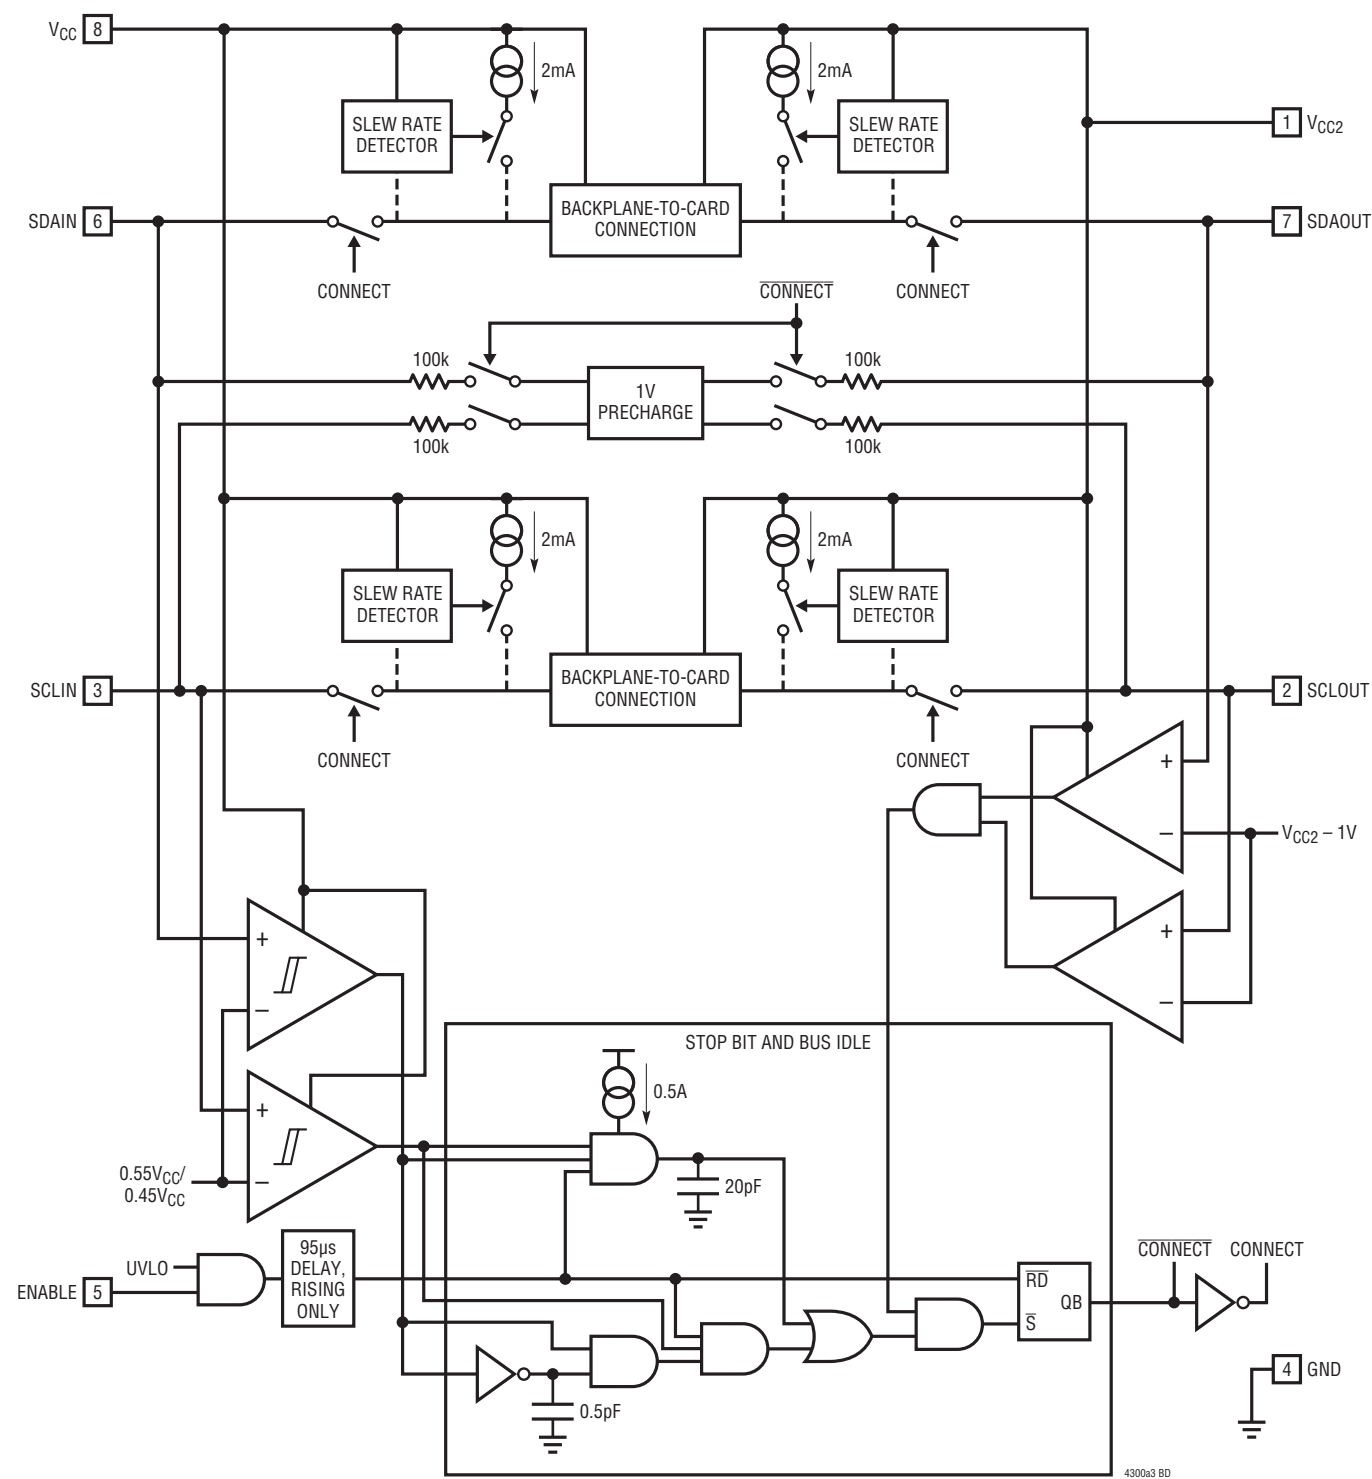 VCC 8
2mA
2mA
SLEW RATE
DETECTOR
SLEW RATE
DETECTOR
1 VCC2
SDAIN 6
BACKPLANE-TO-CARD
CONNECTION
7 SDAOUT
CONNECT
CONNECT
CONNECT
100k
100k
1V
PRECHARGE
100k
100k
2mA
2mA
SLEW RATE
DETECTOR
SLEW RATE
DETECTOR
SCLIN 3
BACKPLANE-TO-CARD
CONNECTION
2 SCLOUT
CONNECT
CONNECT
+
–
VCC2 – 1V
+
–
+
–
STOP BIT AND BUS IDLE
0.5A
+
–
0.55VCC/
0.45VCC
20pF
UVLO
ENABLE 5
95µs
DELAY,
RISING
ONLY
RD
QB
S
CONNECT
CONNECT
0.5pF
4 GND
4300a3 BD